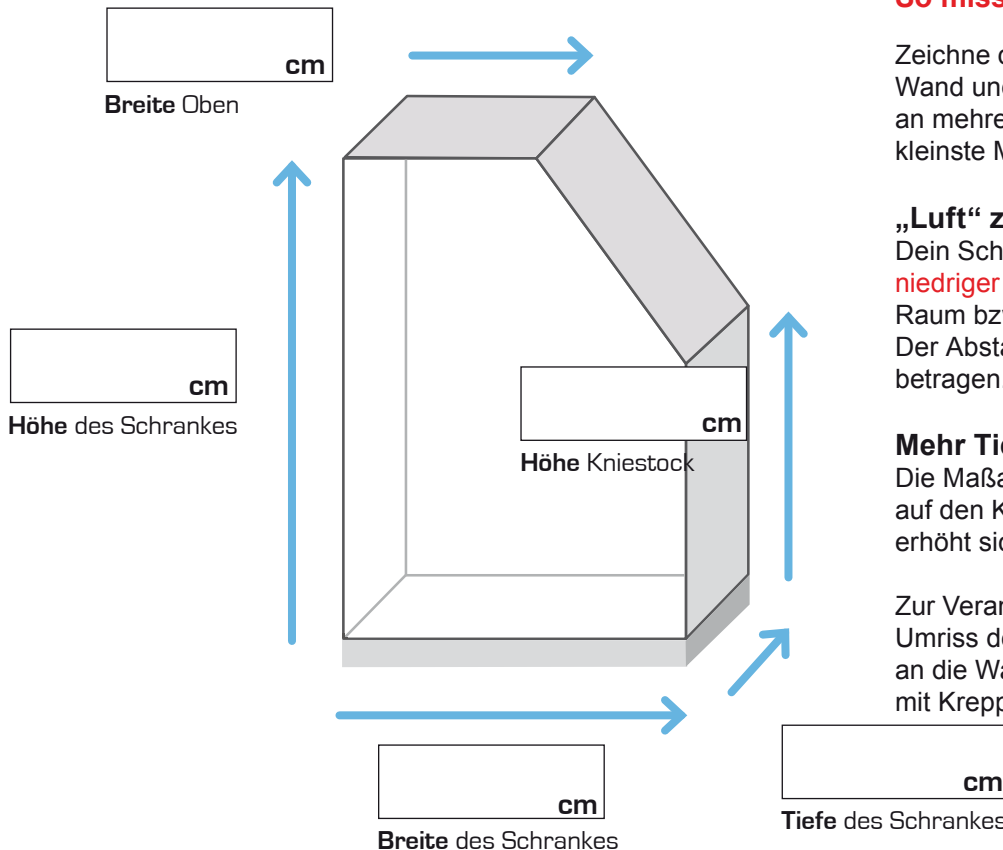 cm
Breite Oben
cm
Höhe des Schrankes
cm
Höhe Kniestock
cm
Breite des Schrankes
cm
Tiefe des Schrankes
So miss
Zeichne
Wand und
an mehre
kleinste M
„Luft“ z
Dein Sch
niedriger
Raum bz
Der Absta
betragen.
Mehr Tie
Die Maßa
auf den K
erhöht sic
Zur Veran
Umriss de
an die Wa
mit Krepp